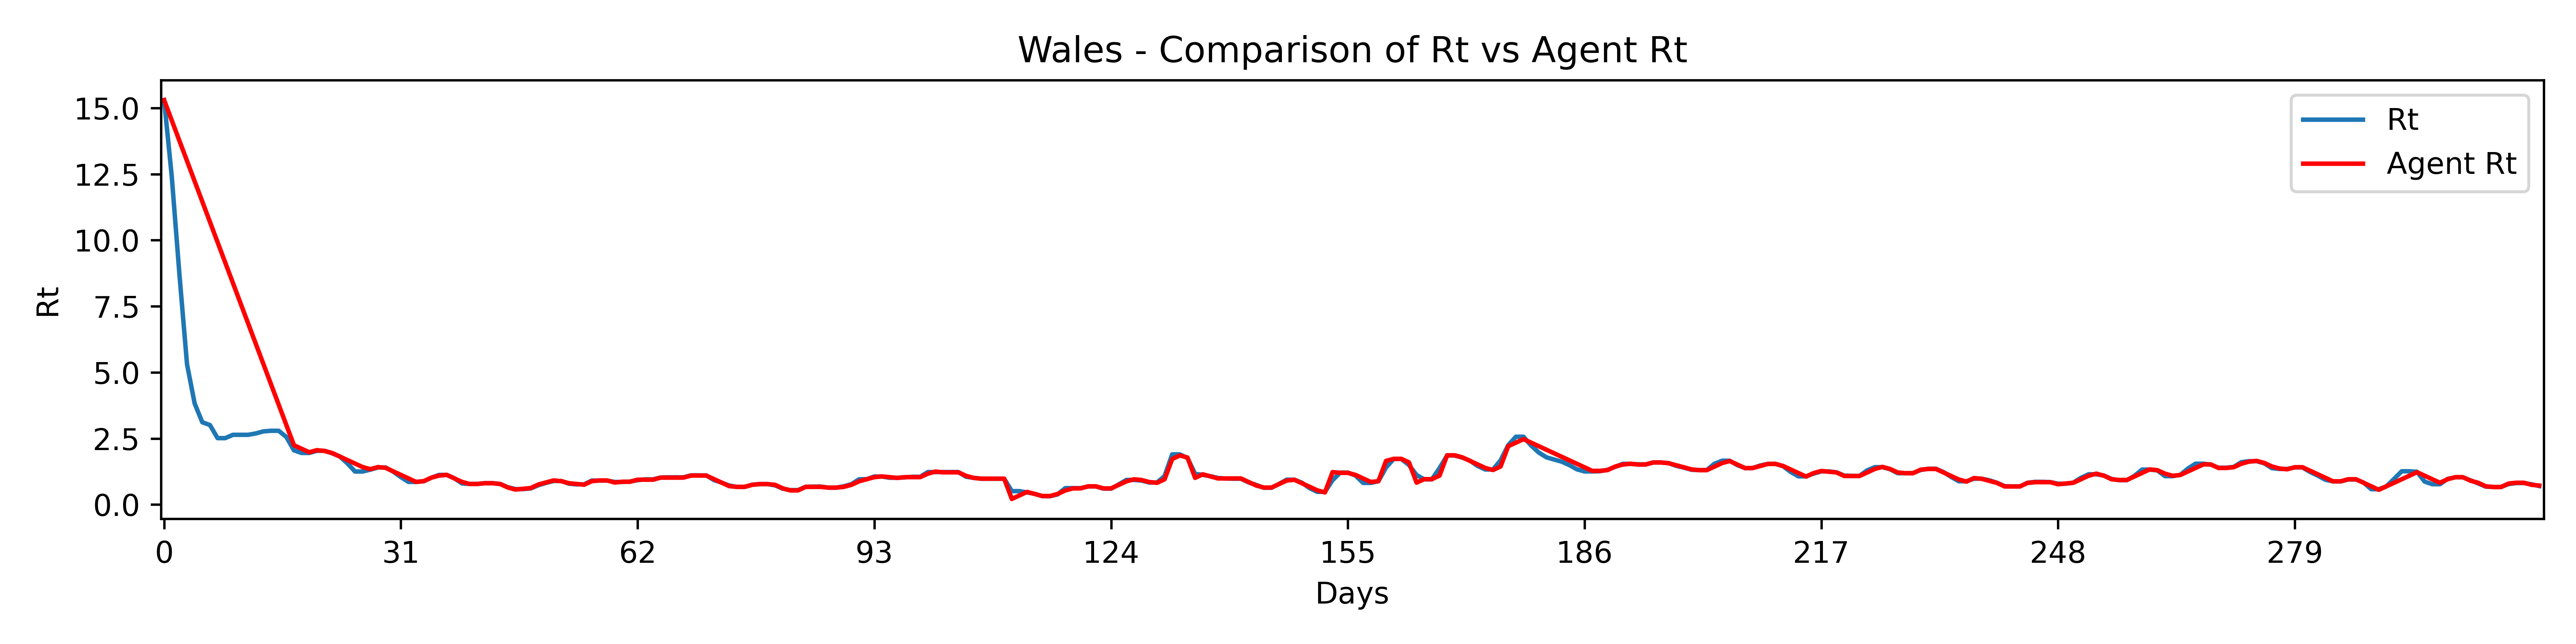 Wales - Comparison of Rt vs Agent Rt
Rt
Agent Rt
15.0
12.5
10.0
7.5
5.0
2.5
0.0
Rt
0 31 62 93 124 155 186 217 248 279
Days